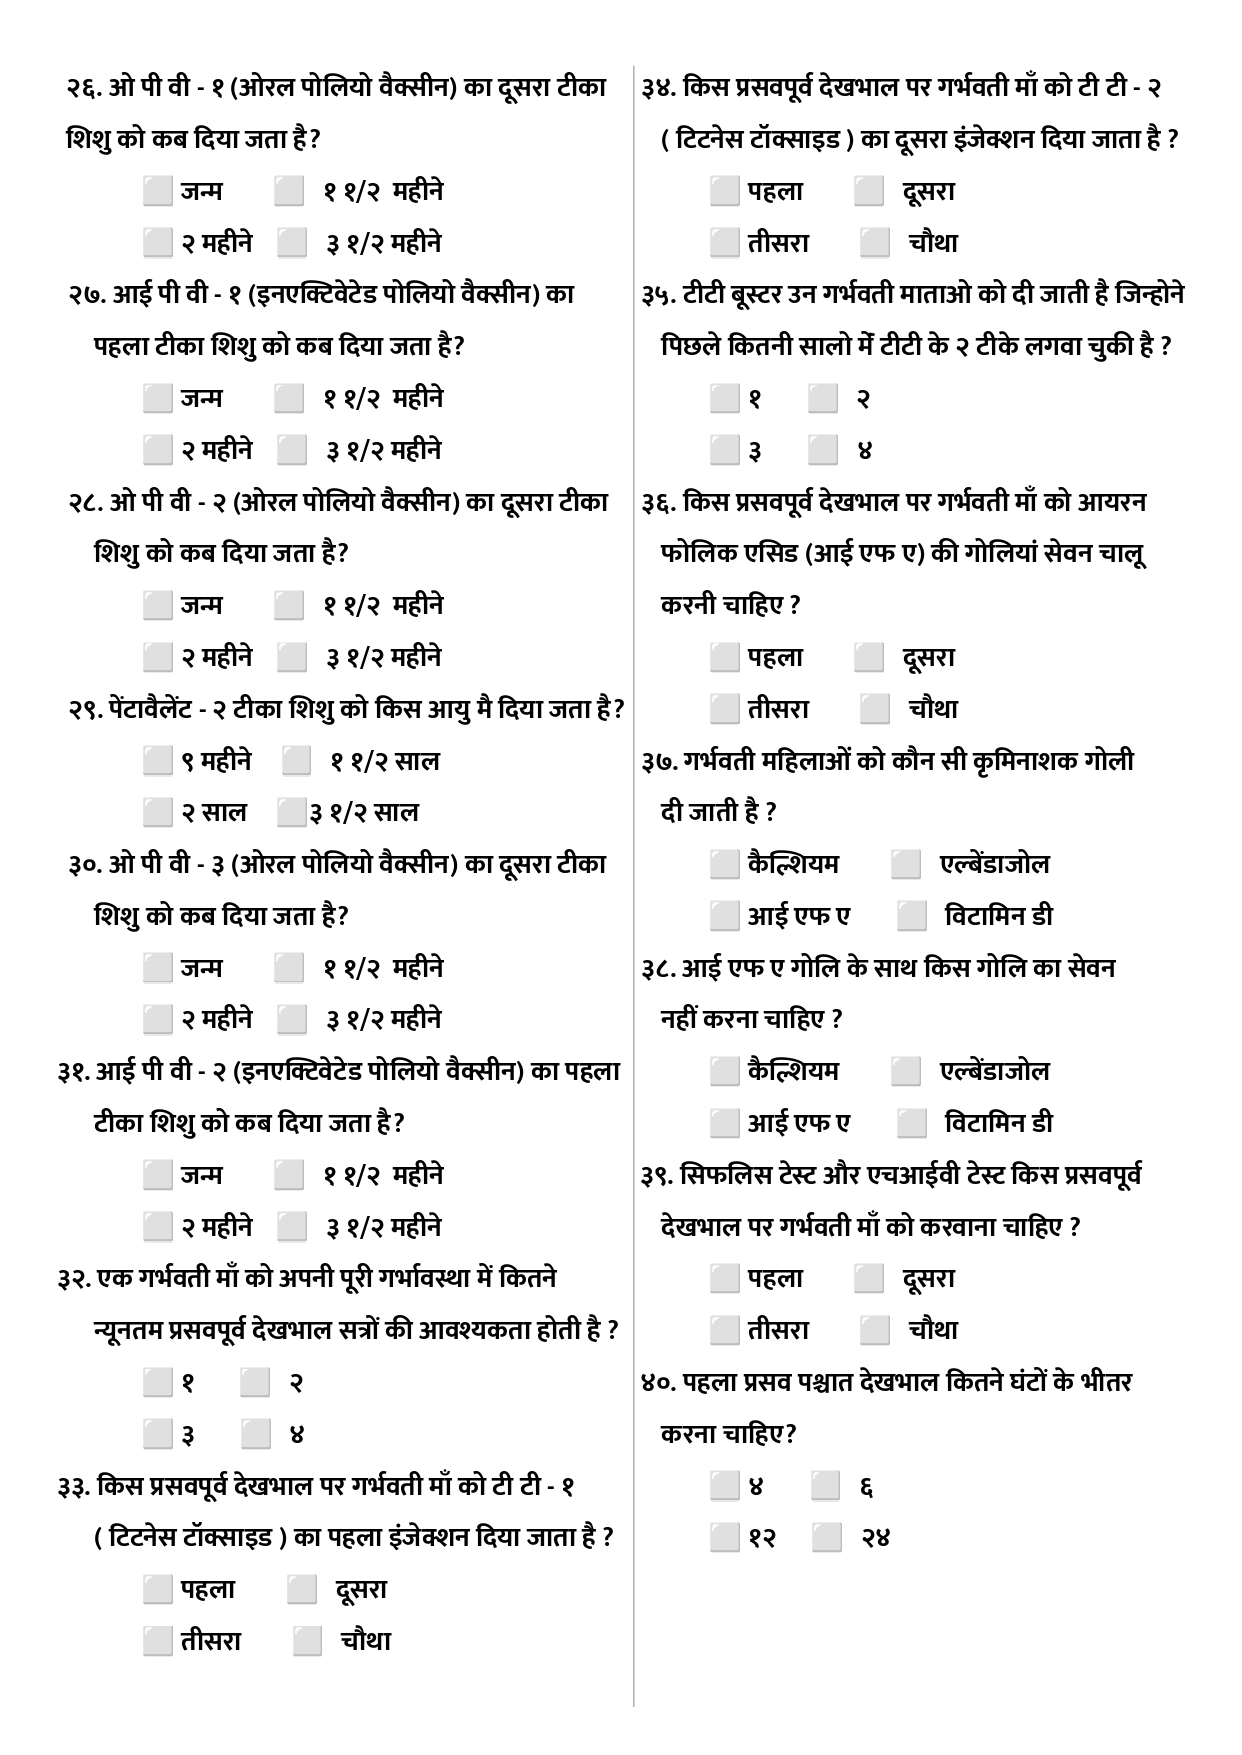 २६. ओ पी वी - १ (ओरल पोलियो वैक्सीन) का दूसरा टीका
शिशु को कब दिया जता है?
जन्म १ १/२ महीने
२ महीने ३ १/२ महीने
२७. आई पी वी - १ (इनएक्टिवेटेड पोलियो वैक्सीन) का
पहला टीका शिशु को कब दिया जता है?
जन्म १ १/२ महीने
२ महीने ३ १/२ महीने
२८. ओ पी वी - २ (ओरल पोलियो वैक्सीन) का दूसरा टीका
शिशु को कब दिया जता है?
जन्म १ १/२ महीने
२ महीने ३ १/२ महीने
२९. पेंटावैलेंट - २ टीका शिशु को किस आयु मै दिया जता है?
९ महीने १ १/२ साल
२ साल ३ १/२ साल
३०. ओ पी वी - ३ (ओरल पोलियो वैक्सीन) का दूसरा टीका
शिशु को कब दिया जता है?
जन्म १ १/२ महीने
२ महीने ३ १/२ महीने
३१. आई पी वी - २ (इनएक्टिवेटेड पोलियो वैक्सीन) का पहला
टीका शिशु को कब दिया जता है?
जन्म १ १/२ महीने
२ महीने ३ १/२ महीने
३२. एक गर्भवती माँ को अपनी पूरी गर्भावस्था में कितने
न्यूनतम प्रसवपूर्व देखभाल सत्रों की आवश्यकता होती है ?
१ २
३ ४
३३. किस प्रसवपूर्व देखभाल पर गर्भवती माँ को टी टी - १
( टिटनेस टॉक्साइड ) का पहला इंजेक्शन दिया जाता है ?
पहला दूसरा
तीसरा चौथा
३४. किस प्रसवपूर्व देखभाल पर गर्भवती माँ को टी टी - २
( टिटनेस टॉक्साइड ) का दूसरा इंजेक्शन दिया जाता है ?
पहला दूसरा
तीसरा चौथा
३५. टीटी बूस्टर उन गर्भवती माताओ को दी जाती है जिन्होने
पिछले कितनी सालो मेंं टीटी के २ टीके लगवा चुकी है ?
१ २
३ ४
३६. किस प्रसवपूर्व देखभाल पर गर्भवती माँ को आयरन
फोलिक एसिड (आई एफ ए) की गोलियां सेवन चालू
करनी चाहिए ?
पहला दूसरा
तीसरा चौथा
३७. गर्भवती महिलाओं को कौन सी कृमिनाशक गोली
दी जाती है ?
कैल्शियम एल्बेंडाजोल
आई एफ ए विटामिन डी
३८. आई एफ ए गोलि के साथ किस गोलि का सेवन
नहीं करना चाहिए ?
कैल्शियम एल्बेंडाजोल
आई एफ ए विटामिन डी
३९. सिफलिस टेस्ट और एचआईवी टेस्ट किस प्रसवपूर्व
देखभाल पर गर्भवती माँ को करवाना चाहिए ?
पहला दूसरा
तीसरा चौथा
४०. पहला प्रसव पश्चात देखभाल कितने घंटों के भीतर
करना चाहिए?
४ ६
१२ २४